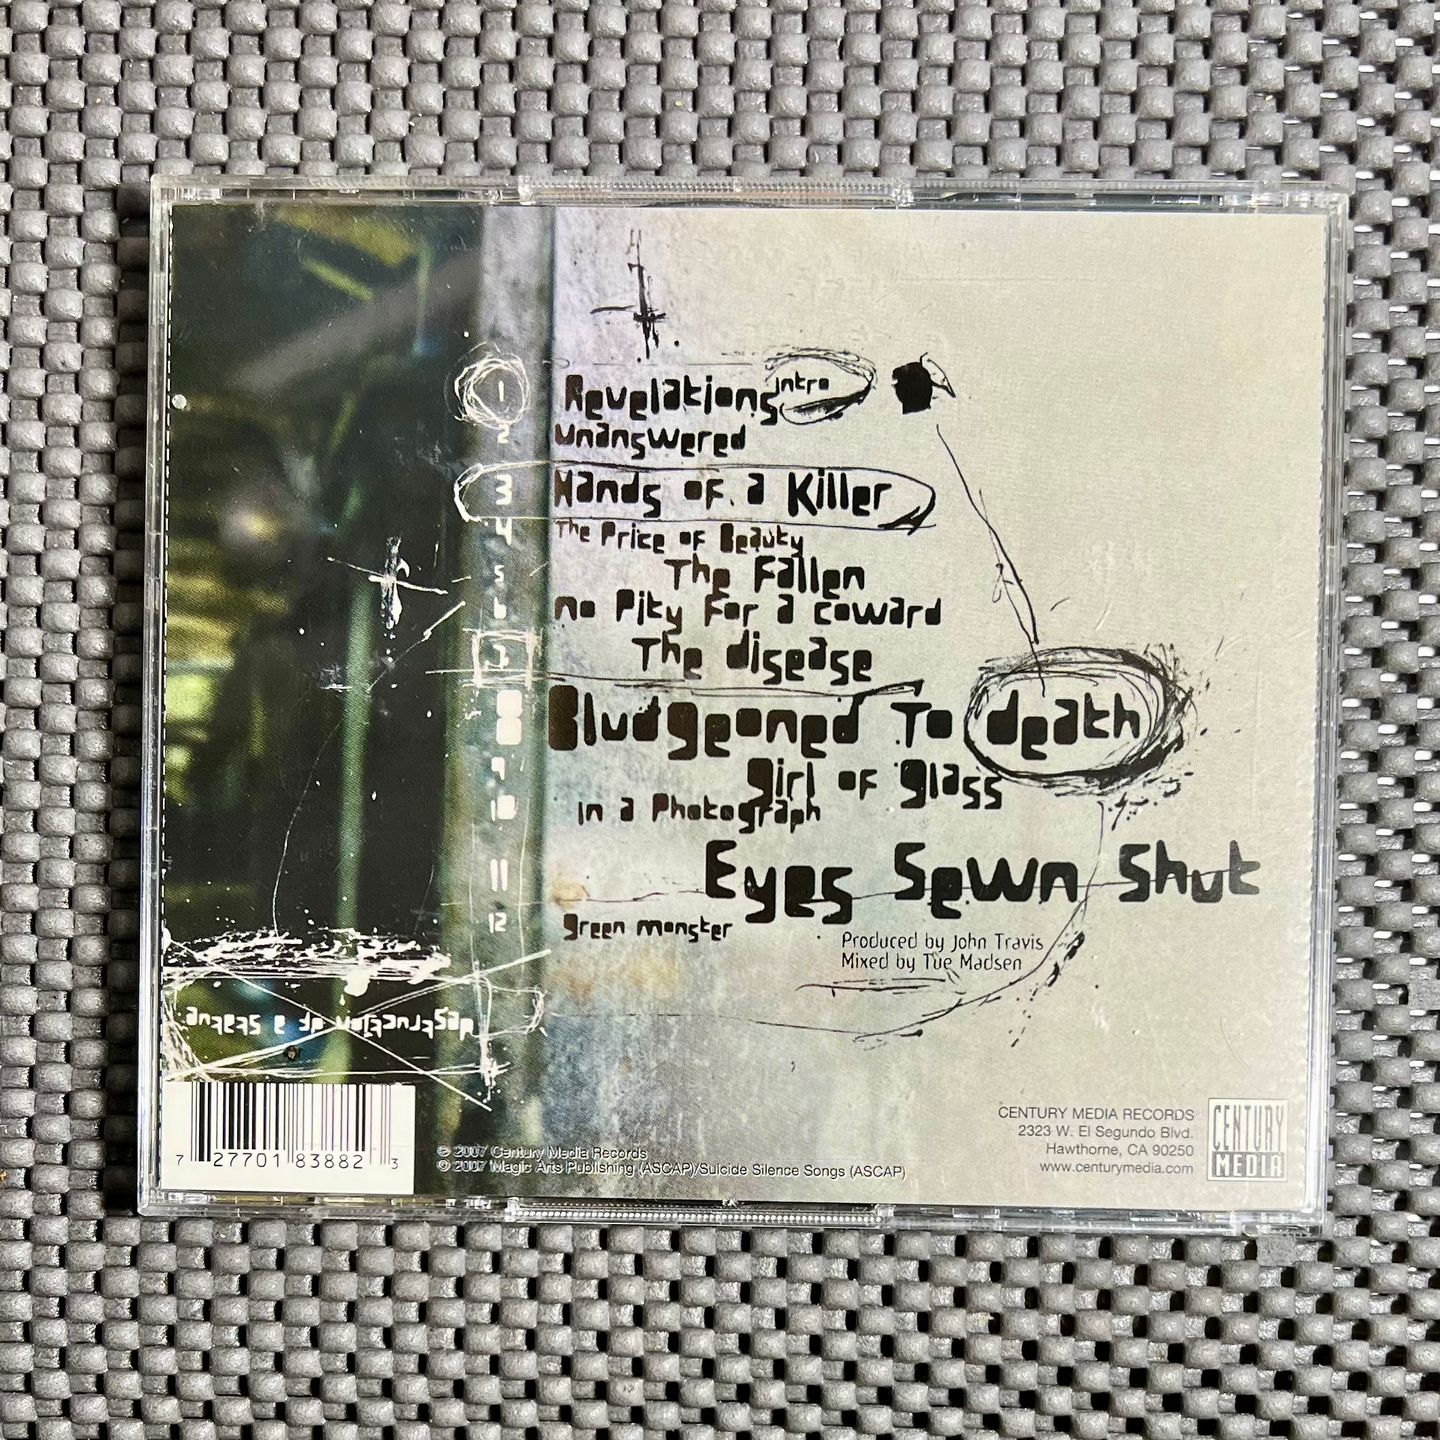 1 Revelations intro
2 unanswered
3 Hands of a Killer
4 The Price of Beauty
5 The Fallen
6 no Pity For a coward
7 The disease
8 Bludgeoned To death
9 girl of glass
10 in a Photograph
11 Eyes Sewn Shut
12 green monster
Produced by John Travis
Mixed by Tue Madsen
destruction of a statue
7 27701 83882 3
℗ 2007 Century Media Records
© 2007 Magic Arts Publishing (ASCAP)/Suicide Silence Songs (ASCAP)
CENTURY MEDIA RECORDS
2323 W. El Segundo Blvd.
Hawthorne, CA 90250
www.centurymedia.com
CENTURY
MEDIA